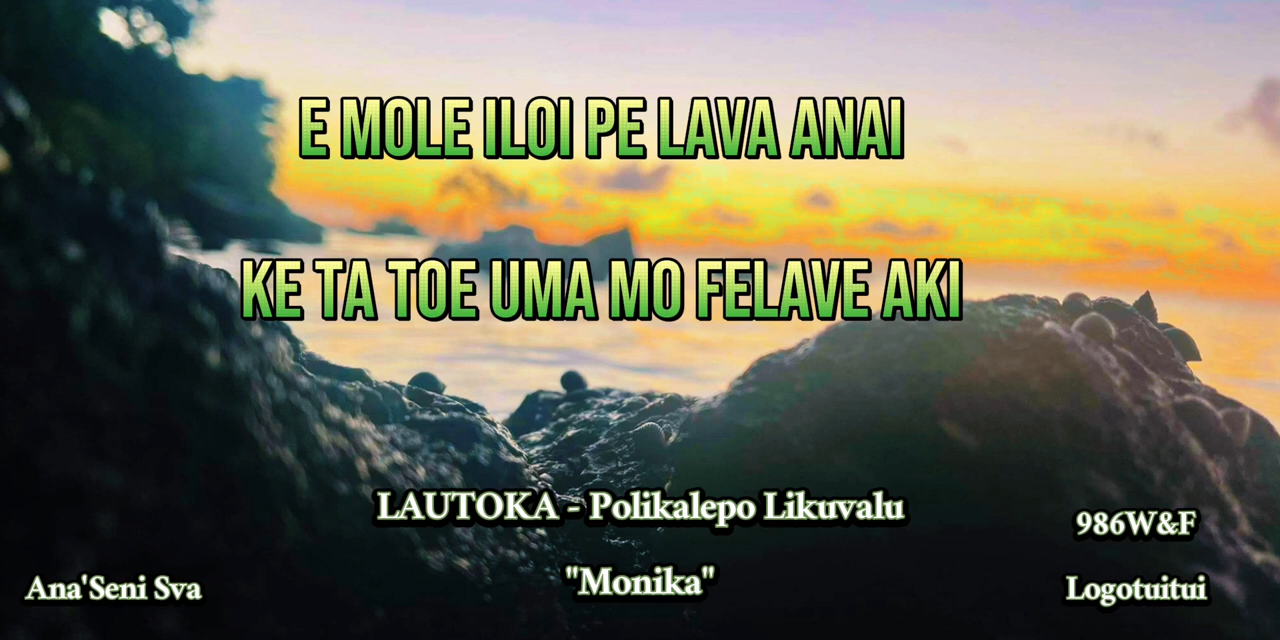 E MOLE ILOI PE LAVA ANAI
KE TA TOE UMA MO FELAVE AKI
LAUTOKA - Polikalepo Likuvalu
986W&F
"Monika"
Ana'Seni Sva
Logotuitui